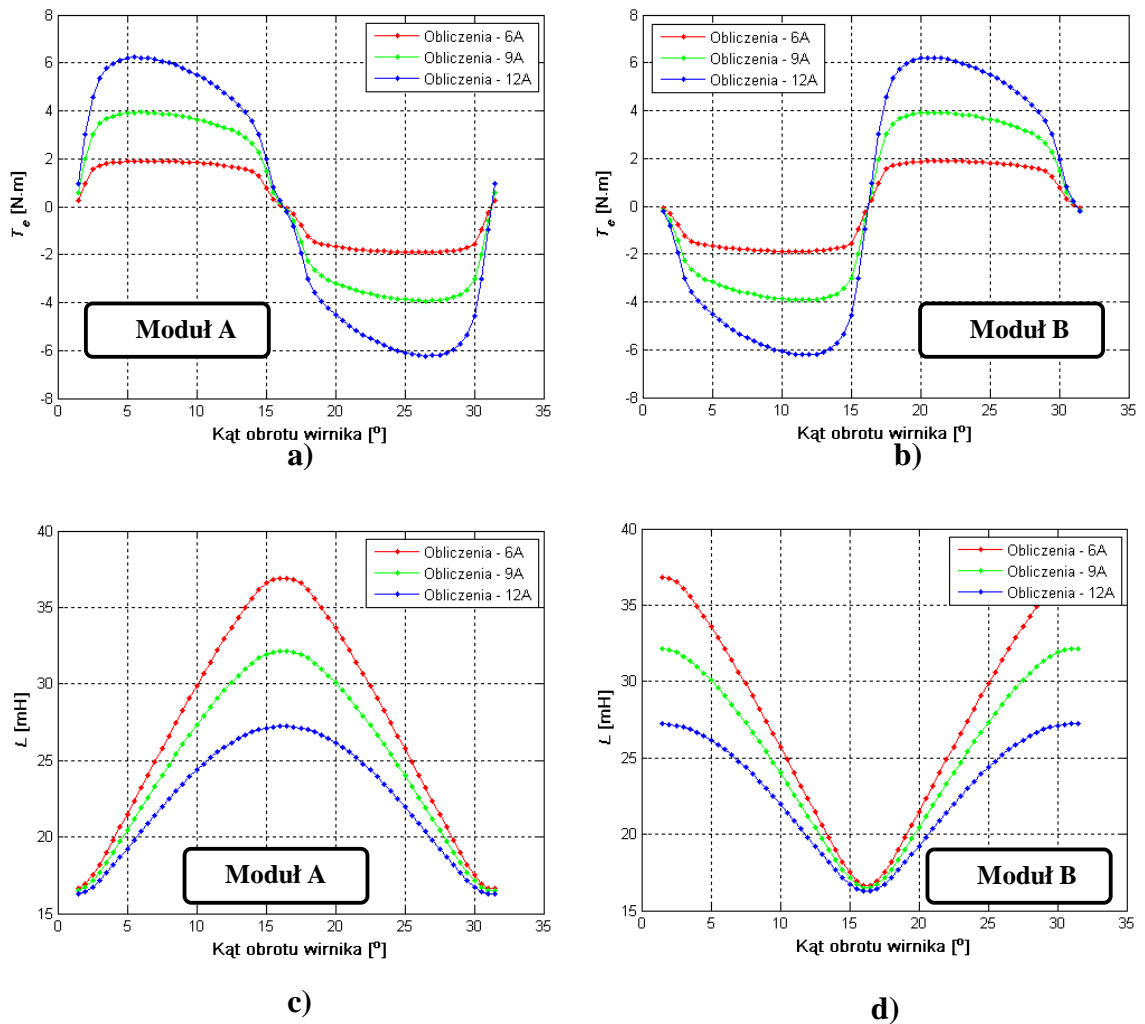 8
6
4
2
0
-2
-4
-6
-8
T_e [N·m]
0 5 10 15 20 25 30 35
Kąt obrotu wirnika [º]
Obliczenia - 6A
Obliczenia - 9A
Obliczenia - 12A
Moduł A
a)
8
6
4
2
0
-2
-4
-6
-8
T_e [N·m]
0 5 10 15 20 25 30 35
Kąt obrotu wirnika [º]
Obliczenia - 6A
Obliczenia - 9A
Obliczenia - 12A
Moduł B
b)
40
35
30
25
20
15
L [mH]
0 5 10 15 20 25 30 35
Kąt obrotu wirnika [º]
Obliczenia - 6A
Obliczenia - 9A
Obliczenia - 12A
Moduł A
c)
40
35
30
25
20
15
L [mH]
0 5 10 15 20 25 30 35
Kąt obrotu wirnika [º]
Obliczenia - 6A
Obliczenia - 9A
Obliczenia - 12A
Moduł B
d)